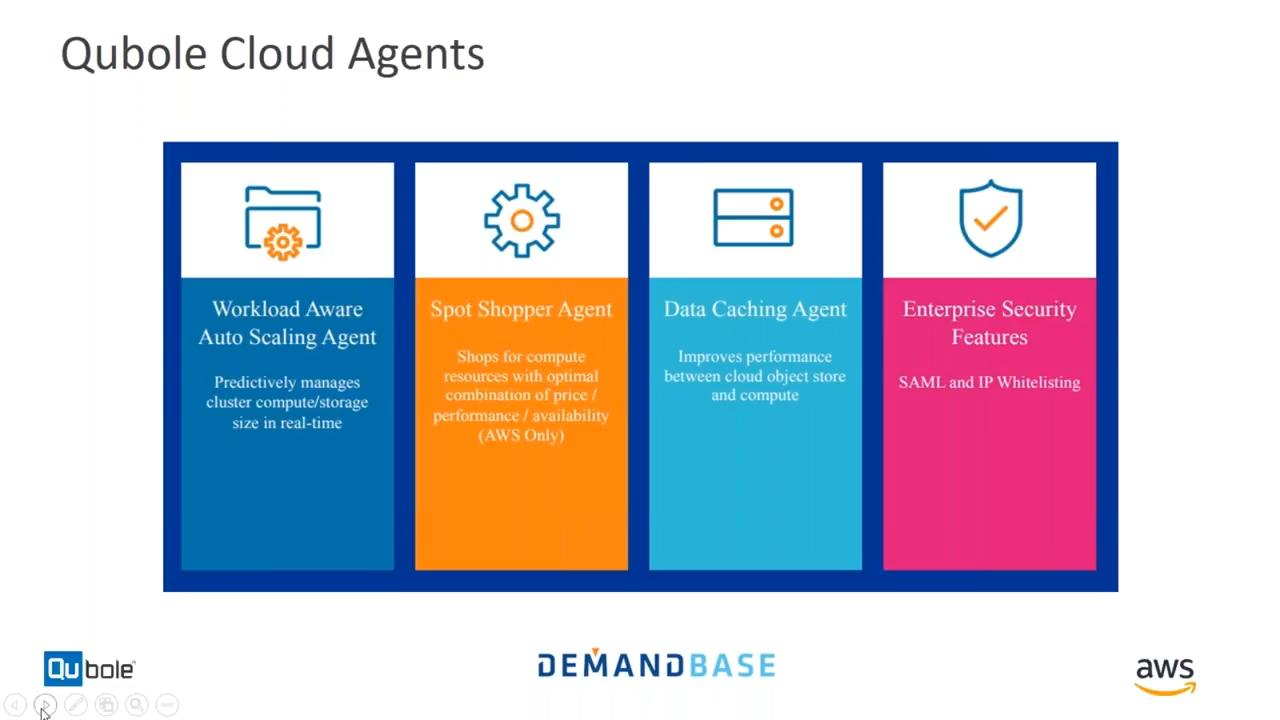 Qubole Cloud Agents
Workload Aware
Auto Scaling Agent
Predictively manages
cluster compute/storage
size in real-time
Spot Shopper Agent
Shops for compute
resources with optimal
combination of price /
performance / availability
(AWS Only)
Data Caching Agent
Improves performance
between cloud object store
and compute
Enterprise Security
Features
SAML and IP Whitelisting
Qubole
DEMANDBASE
aws